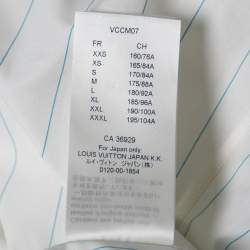 VCCM07
FR CH
XXS 160/76A
XS 165/84A
S 170/84A
M 175/88A
L 180/92A
XL 185/96A
XXL 190/100A
XXXL 195/104A
CA 36929
For Japan only:
LOUIS VUITTON JAPAN K.K.
ルイ・ヴィトン ジャパン(株)
0120-00-1854